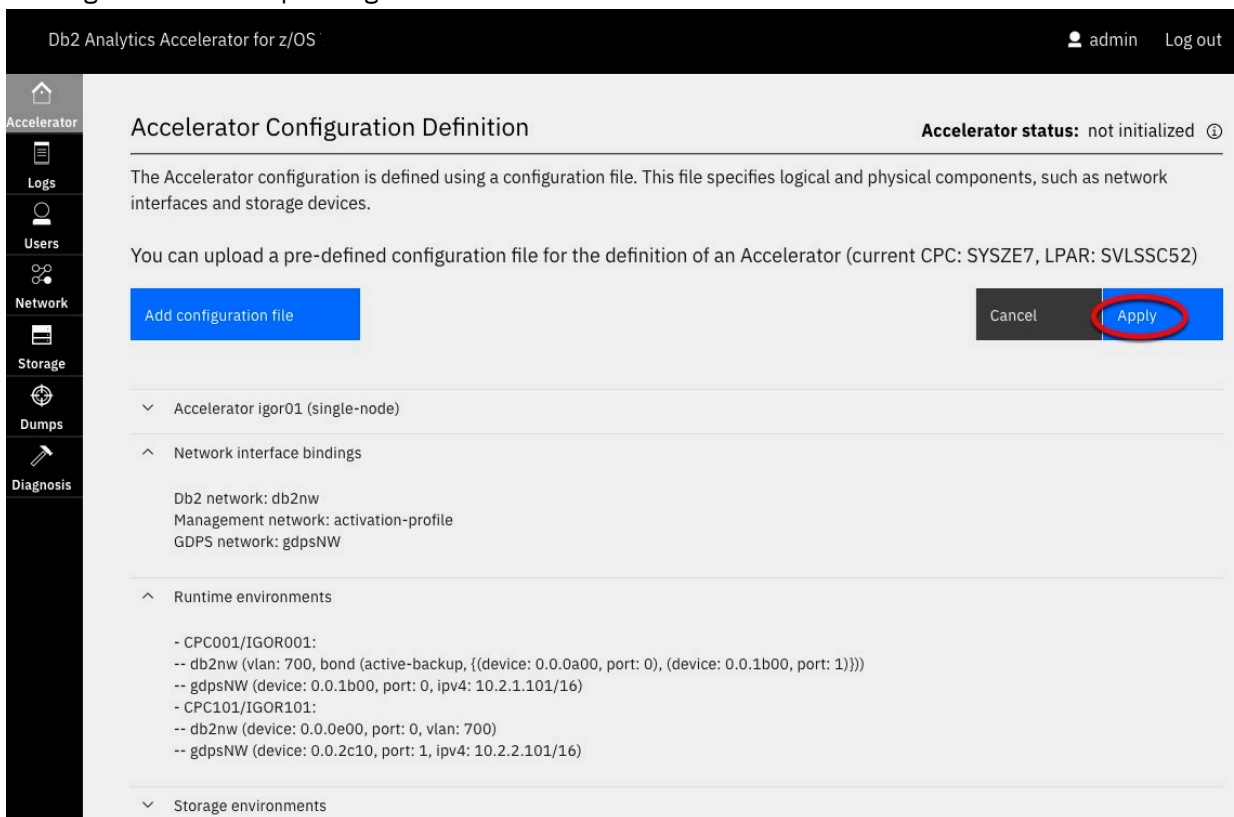 Db2 Analytics Accelerator for z/OS
admin Log out
Accelerator
Logs
Users
Network
Storage
Dumps
Diagnosis
Accelerator Configuration Definition
Accelerator status: not initialized
The Accelerator configuration is defined using a configuration file. This file specifies logical and physical components, such as network
interfaces and storage devices.
You can upload a pre-defined configuration file for the definition of an Accelerator (current CPC: SYSZE7, LPAR: SVLSSC52)
Add configuration file
Cancel
Apply
Accelerator igor01 (single-node)
Network interface bindings
Db2 network: db2nw
Management network: activation-profile
GDPS network: gdpsNW
Runtime environments
- CPC001/IGOR001:
-- db2nw (vlan: 700, bond (active-backup, {(device: 0.0.0a00, port: 0), (device: 0.0.1b00, port: 1)}))
-- gdpsNW (device: 0.0.1b00, port: 0, ipv4: 10.2.1.101/16)
- CPC101/IGOR101:
-- db2nw (device: 0.0.0e00, port: 0, vlan: 700)
-- gdpsNW (device: 0.0.2c10, port: 1, ipv4: 10.2.2.101/16)
Storage environments